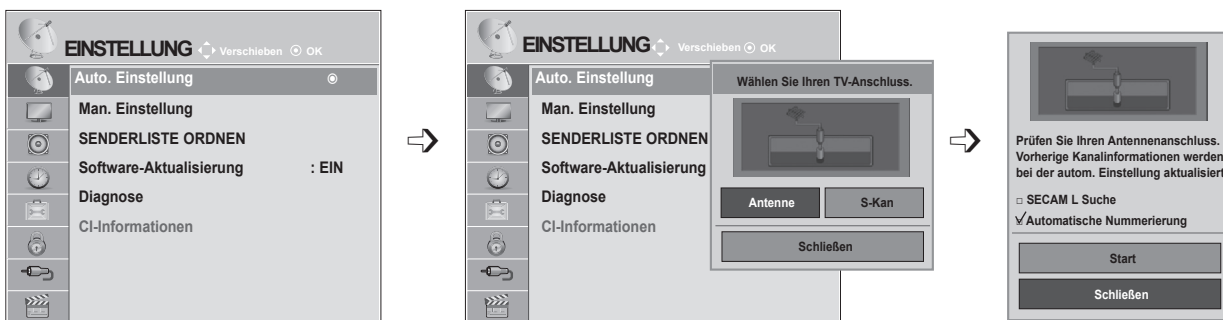 EINSTELLUNG Verschieben OK
Auto. Einstellung
Man. Einstellung
SENDERLISTE ORDNEN
Software-Aktualisierung : EIN
Diagnose
CI-Informationen
EINSTELLUNG Verschieben OK
Auto. Einstellung
Man. Einstellung
SENDERLISTE ORDNEN
Software-Aktualisierung
Diagnose
CI-Informationen
Wählen Sie Ihren TV-Anschluss.
Antenne S-Kan
Schließen
Prüfen Sie Ihren Antennenanschluss.
Vorherige Kanalinformationen werden
bei der autom. Einstellung aktualisiert
SECAM L Suche
Automatische Nummerierung
Start
Schließen